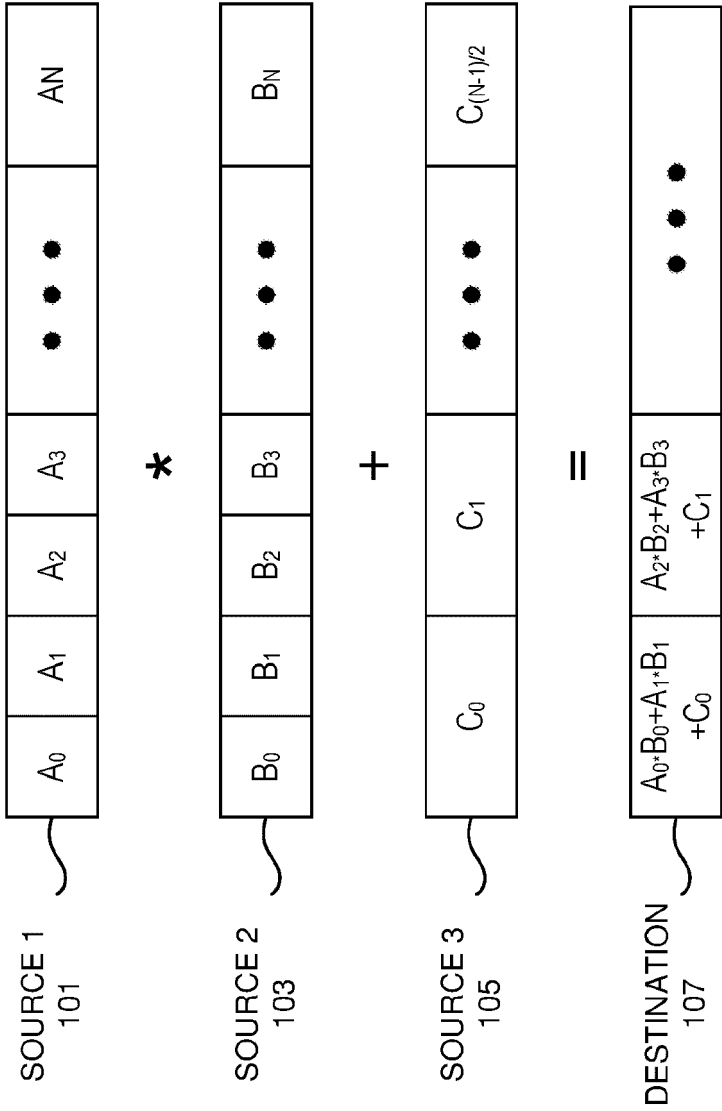 SOURCE 1
101
A0 A1 A2 A3 AN
*
SOURCE 2
103
B0 B1 B2 B3 BN
+
SOURCE 3
105
C0 C1 C(N-1)/2
=
DESTINATION
107
A0*B0+A1*B1
+C0
A2*B2+A3*B3
+C1